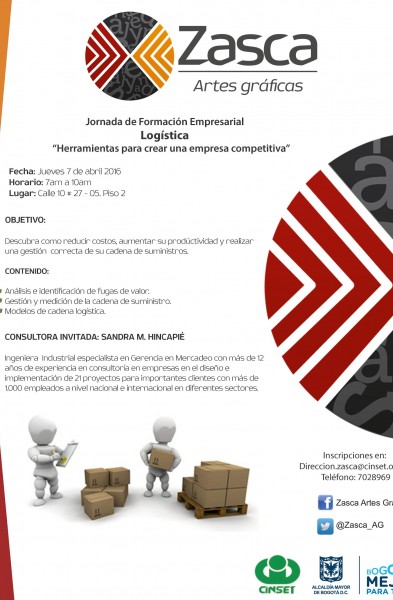 Zasca
Artes gráficas
Jornada de Formación Empresarial
Logística
"Herramientas para crear una empresa competitiva"
Fecha: Jueves 7 de abril 2016
Horario: 7am a 10am
Lugar: Calle 10 # 27 - 05. Piso 2
OBJETIVO:
Descubra como reducir costos, aumentar su productividad y realizar
una gestión correcta de su cadena de suministros.
CONTENIDO:
Análisis e identificación de fugas de valor.
Gestión y medición de la cadena de suministro.
Modelos de cadena logística.
CONSULTORA INVITADA: SANDRA M. HINCAPIÉ
Ingeniera Industrial especialista en Gerencia en Mercadeo con más de 12
años de experiencia en consultoría en empresas en el diseño e
implementación de 21 proyectos para importantes clientes con más de
1.000 empleados a nivel nacional e internacional en diferentes sectores.
Inscripciones en:
Direccion.zasca@cinset.o
Teléfono: 7028969
Zasca Artes Gra
@Zasca_AG
CINSET
ALCALDÍA MAYOR
DE BOGOTÁ D.C.
BOGO
MEJ
PARA T